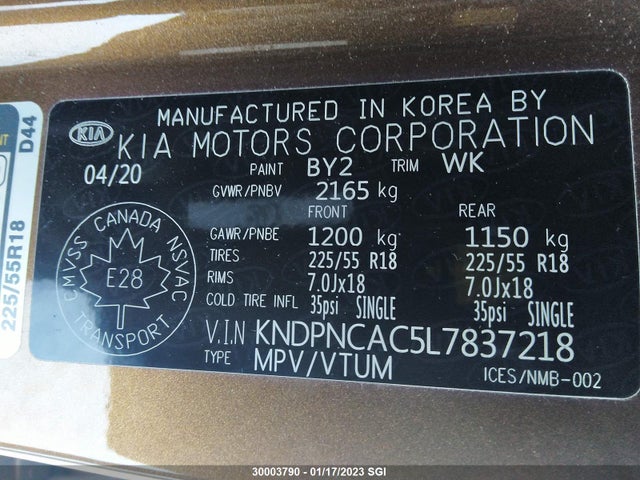 MANUFACTURED IN KOREA BY
KIA KIA MOTORS CORPORATION
04/20 PAINT BY2 TRIM WK
GVWR/PNBV 2165 kg
FRONT REAR
GAWR/PNBE 1200 kg 1150 kg
TIRES 225/55 R18 225/55 R18
RIMS 7.0Jx18 7.0Jx18
COLD TIRE INFL 35psi SINGLE 35psi SINGLE
V.I.N KNDPNCAC5L7837218
TYPE MPV/VTUM
ICES/NMB-002
CMVSS CANADA NSVAC
E28
TRANSPORT
D44
225/55R18
30003790 - 01/17/2023 SGI